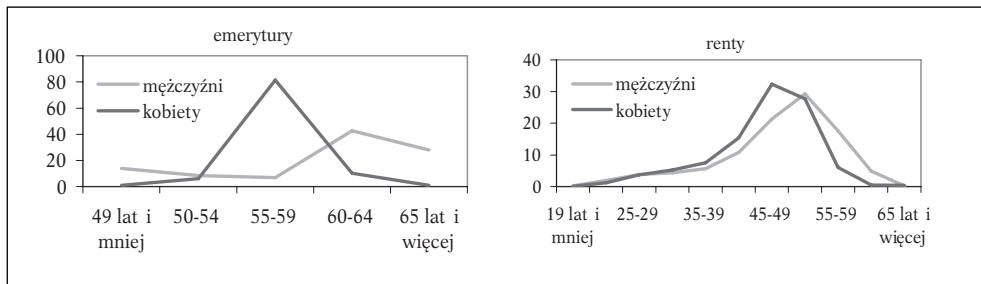 emerytury
100
80
60
40
20
0
mężczyźni
kobiety
49 lat i mniej
50-54
55-59
60-64
65 lat i więcej
renty
40
30
20
10
0
mężczyźni
kobiety
19 lat i mniej
25-29
35-39
45-49
55-59
65 lat i więcej